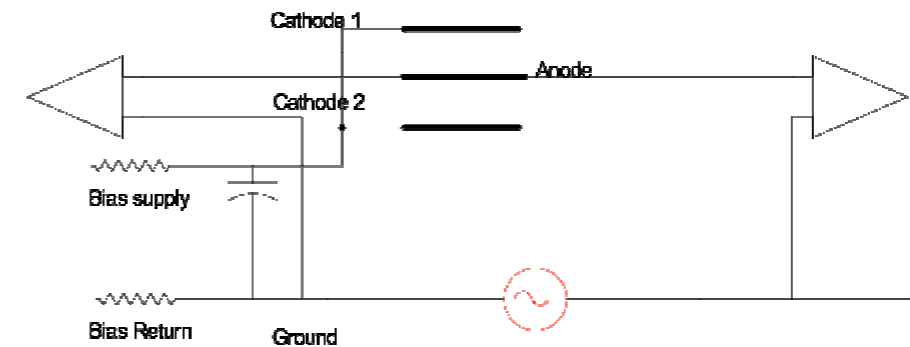 Cathode 1
Anode
Cathode 2
Bias supply
Bias Return
Ground